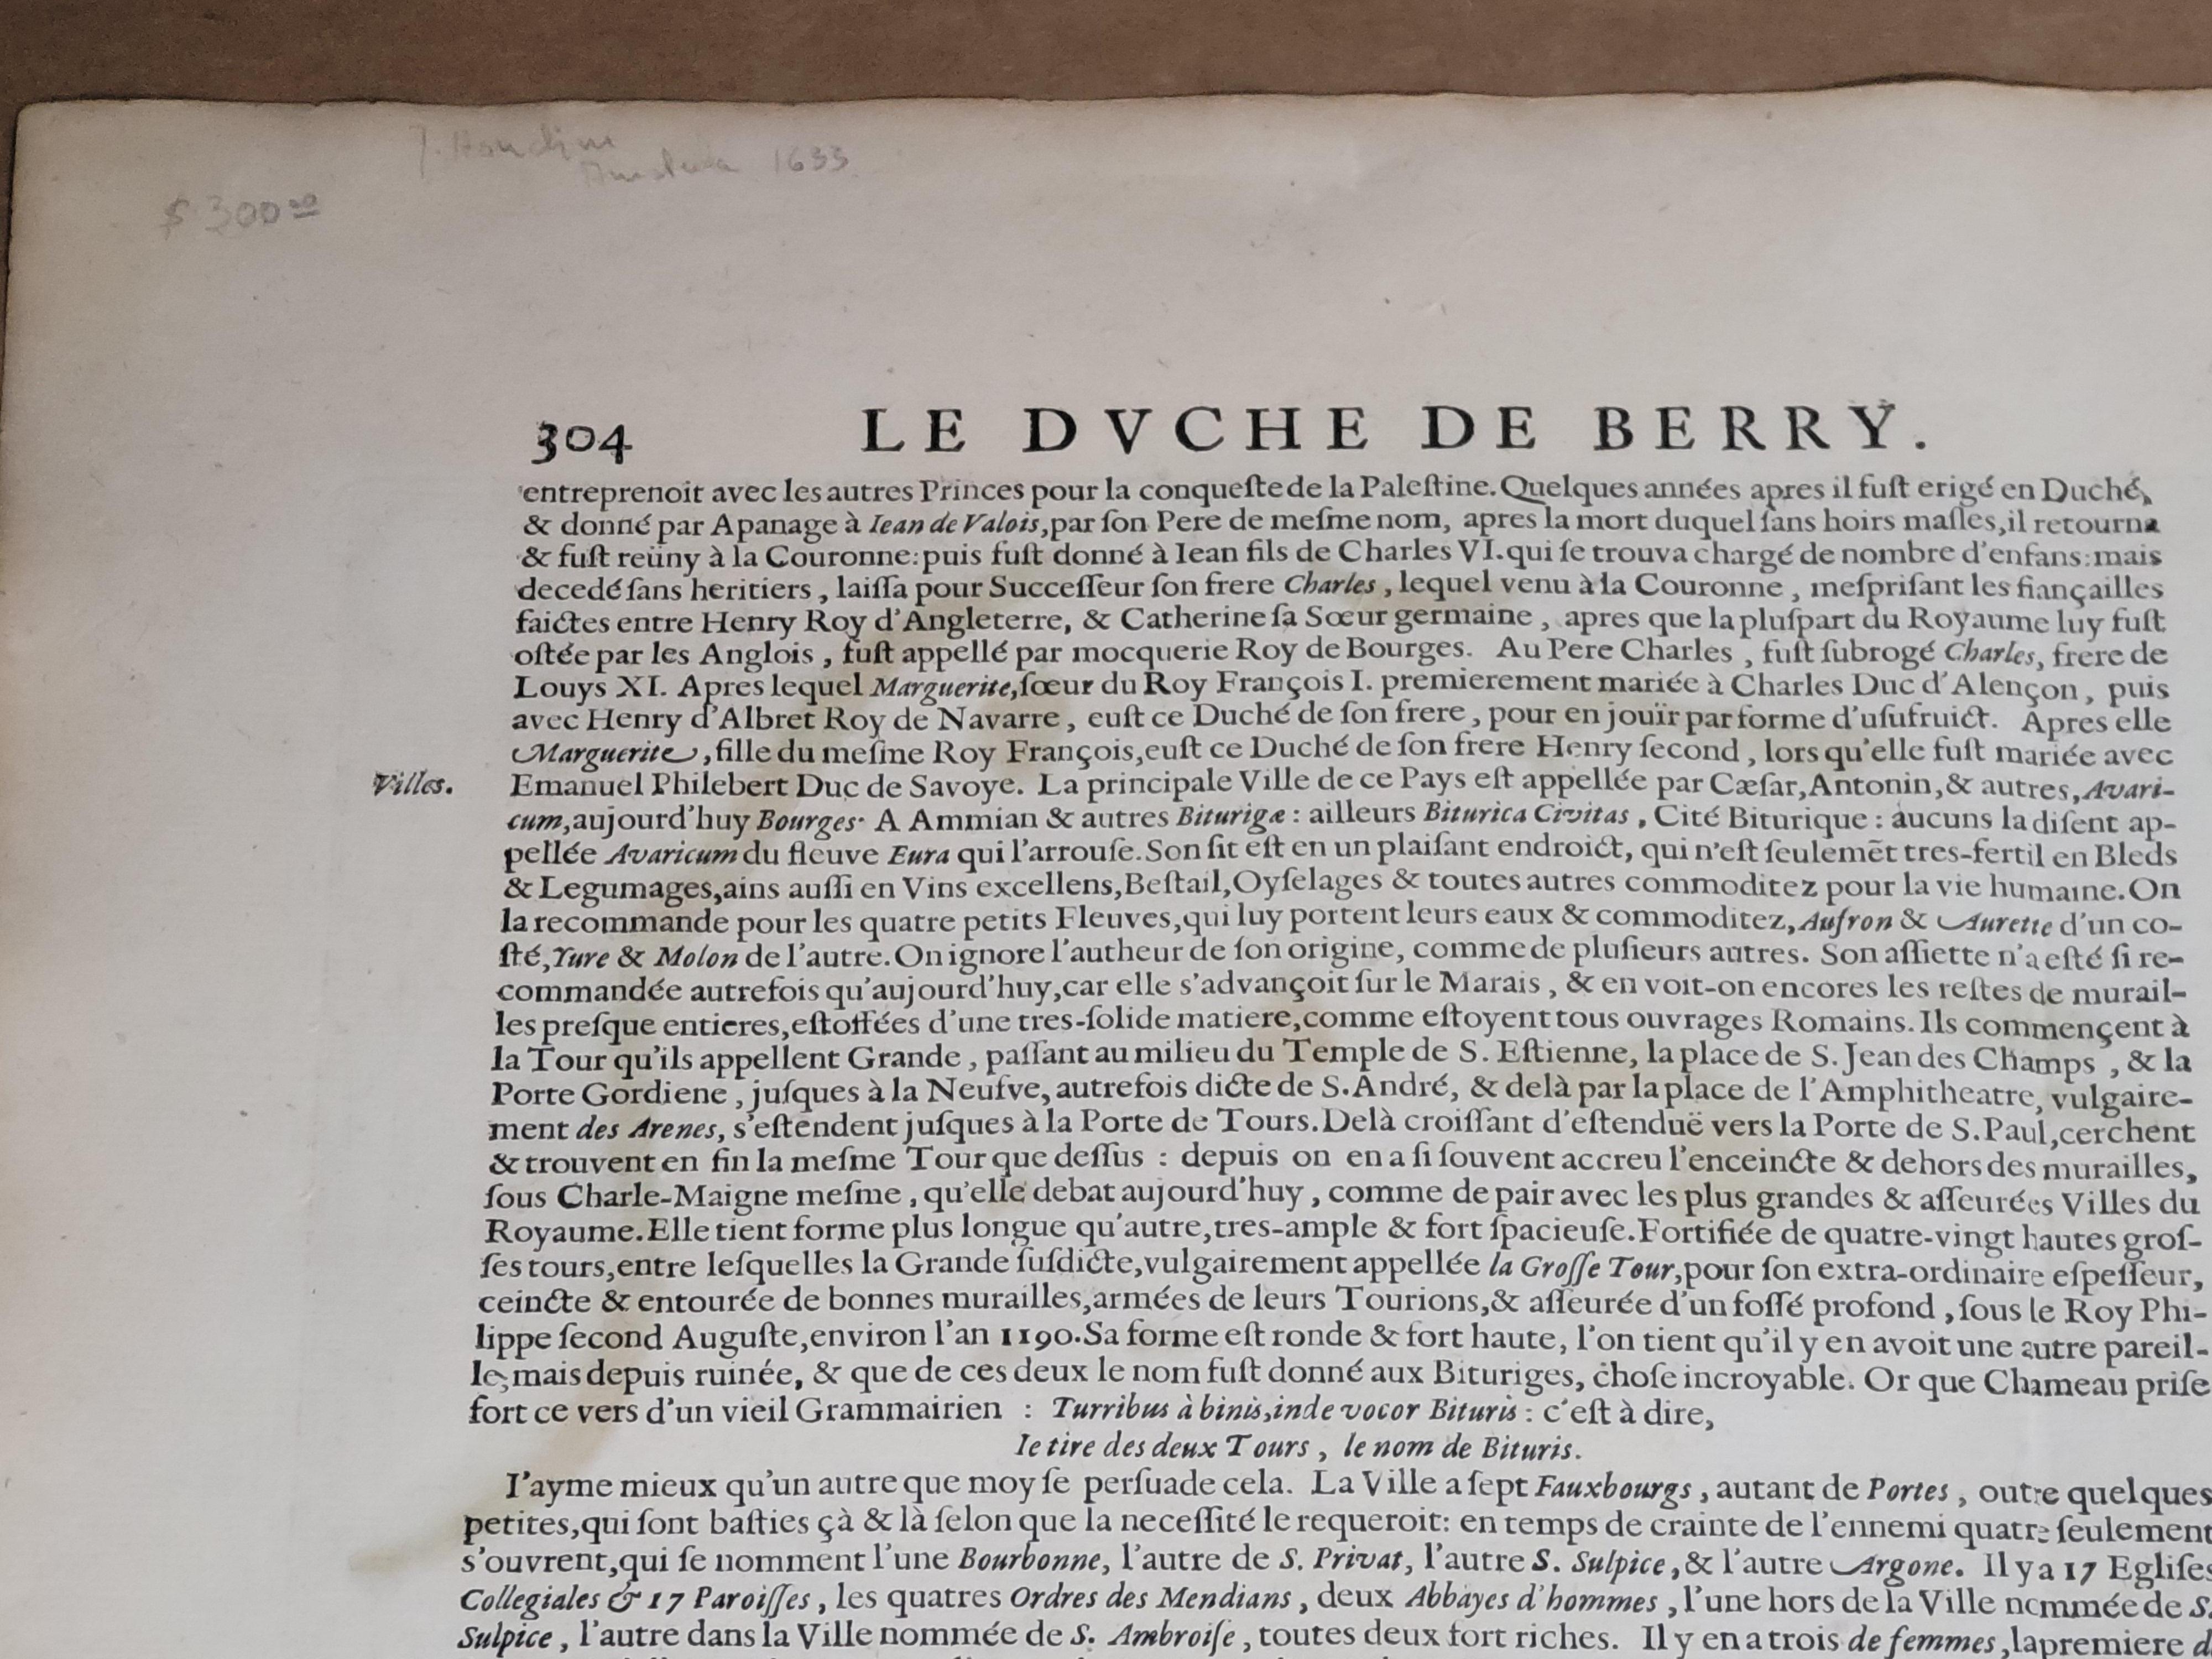 1633
$ 300 00
304 LE DVCHE DE BERRY.
entreprenoit avec les autres Princes pour la conqueſte de la Paleſtine. Quelques années apres il fuſt erigé en Duché,
& donné par Apanage à Iean de Valois, par ſon Pere de meſme nom, apres la mort duquel ſans hoirs maſles, il retourna
& fuſt reüny à la Couronne: puis fuſt donné à Iean fils de Charles VI. qui ſe trouva chargé de nombre d'enfans: mais
decedé ſans heritiers, laiſſa pour Succeſſeur ſon frere Charles, lequel venu à la Couronne, meſpriſant les fiançailles
faictes entre Henry Roy d'Angleterre, & Catherine ſa Sœur germaine, apres que la pluſpart du Royaume luy fuſt
oſtée par les Anglois, fuſt appellé par mocquerie Roy de Bourges. Au Pere Charles, fuſt ſubrogé Charles, frere de
Louys XI. Apres lequel Marguerite, ſœur du Roy François I. premierement mariée à Charles Duc d'Alençon, puis
avec Henry d'Albret Roy de Navarre, euſt ce Duché de ſon frere, pour en jouïr par forme d'uſufruict. Apres elle
Marguerite, fille du meſme Roy François, euſt ce Duché de ſon frere Henry ſecond, lors qu'elle fuſt mariée avec
Villes. Emanuel Philebert Duc de Savoye. La principale Ville de ce Pays eſt appellée par Cæſar, Antonin, & autres, Avari-
cum, aujourd'huy Bourges. A Ammian & autres Biturigæ: ailleurs Biturica Civitas, Cité Biturique: aucuns la diſent ap-
pellée Avaricum du fleuve Eura qui l'arrouſe. Son ſit eſt en un plaiſant endroict, qui n'eſt ſeulemẽt tres-fertil en Bleds
& Legumages, ains auſſi en Vins excellens, Beſtail, Oyſelages & toutes autres commoditez pour la vie humaine. On
la recommande pour les quatre petits Fleuves, qui luy portent leurs eaux & commoditez, Aufron & Aurette d'un co-
ſté, Yure & Molon de l'autre. On ignore l'autheur de ſon origine, comme de pluſieurs autres. Son aſſiette n'a eſté ſi re-
commandée autrefois qu'aujourd'huy, car elle s'advançoit ſur le Marais, & en voit-on encores les reſtes de murail-
les preſque entieres, eſtoffées d'une tres-ſolide matiere, comme eſtoyent tous ouvrages Romains. Ils commençent à
la Tour qu'ils appellent Grande, paſſant au milieu du Temple de S. Eſtienne, la place de S. Jean des Champs, & la
Porte Gordiene, juſques à la Neufve, autrefois dicte de S. André, & delà par la place de l'Amphitheatre, vulgaire-
ment des Arenes, s'eſtendent juſques à la Porte de Tours. Delà croiſſant d'eſtenduë vers la Porte de S. Paul, cerchent
& trouvent en fin la meſme Tour que deſſus: depuis on en a ſi ſouvent accreu l'enceincte & dehors des murailles,
ſous Charle-Maigne meſme, qu'elle debat aujourd'huy, comme de pair avec les plus grandes & aſſeurées Villes du
Royaume. Elle tient forme plus longue qu'autre, tres-ample & fort ſpacieuſe. Fortifiée de quatre-vingt hautes groſ-
ſes tours, entre leſquelles la Grande ſuſdicte, vulgairement appellée la Groſſe Tour, pour ſon extra-ordinaire eſpeſſeur,
ceincte & entourée de bonnes murailles, armées de leurs Tourions, & aſſeurée d'un foſſé profond, ſous le Roy Phi-
lippe ſecond Auguſte, environ l'an 1190. Sa forme eſt ronde & fort haute, l'on tient qu'il y en avoit une autre pareil-
le, mais depuis ruinée, & que de ces deux le nom fuſt donné aux Bituriges, choſe incroyable. Or que Chameau priſe
fort ce vers d'un vieil Grammairien: Turribus à binis, inde vocor Bituris: c'eſt à dire,
Ie tire des deux Tours, le nom de Bituris.
J'ayme mieux qu'un autre que moy ſe perſuade cela. La Ville a ſept Fauxbourgs, autant de Portes, outre quelques
petites, qui ſont baſties çà & là ſelon que la neceſſité le requeroit: en temps de crainte de l'ennemi quatre ſeulement
s'ouvrent, qui ſe nomment l'une Bourbonne, l'autre de S. Privat, l'autre S. Sulpice, & l'autre Argone. Il y a 17 Egliſes
Collegiales & 17 Paroiſſes, les quatres Ordres des Mendians, deux Abbayes d'hommes, l'une hors de la Ville nommée de S.
Sulpice, l'autre dans la Ville nommée de S. Ambroiſe, toutes deux fort riches. Il y en a trois de femmes, la premiere